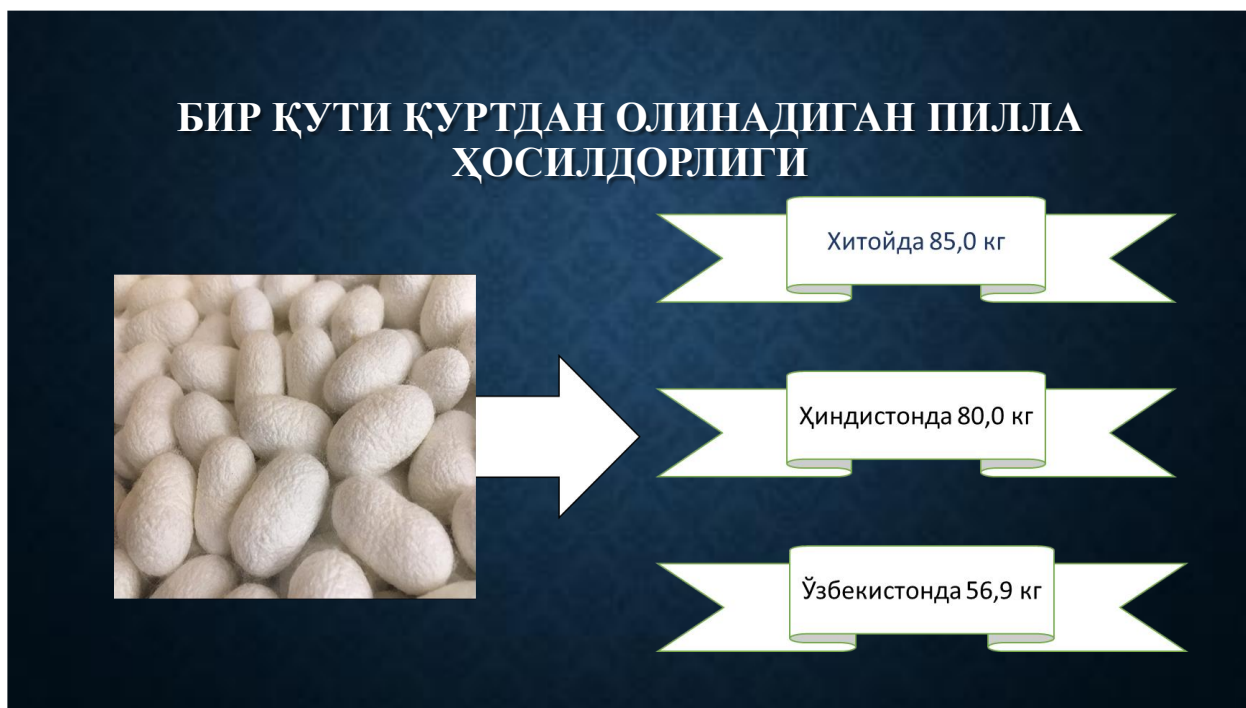 БИР ҚУТИ ҚУРТДАН ОЛИНАДИГАН ПИЛЛА
ҲОСИЛДОРЛИГИ
Хитойда 85,0 кг
Ҳиндистонда 80,0 кг
Ўзбекистонда 56,9 кг